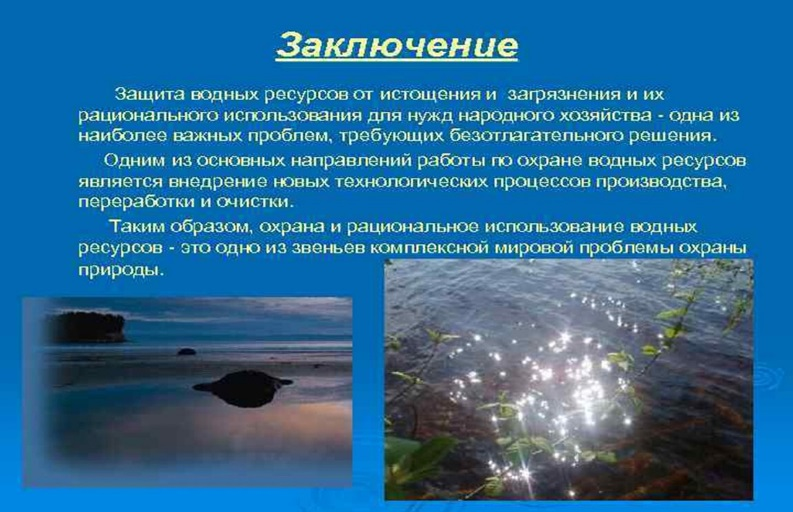 Заключение
Защита водных ресурсов от истощения и загрязнения и их
рационального использования для нужд народного хозяйства - одна из
наиболее важных проблем, требующих безотлагательного решения.
Одним из основных направлений работы по охране водных ресурсов
является внедрение новых технологических процессов производства,
переработки и очистки.
Таким образом, охрана и рациональное использование водных
ресурсов - это одно из звеньев комплексной мировой проблемы охраны
природы.